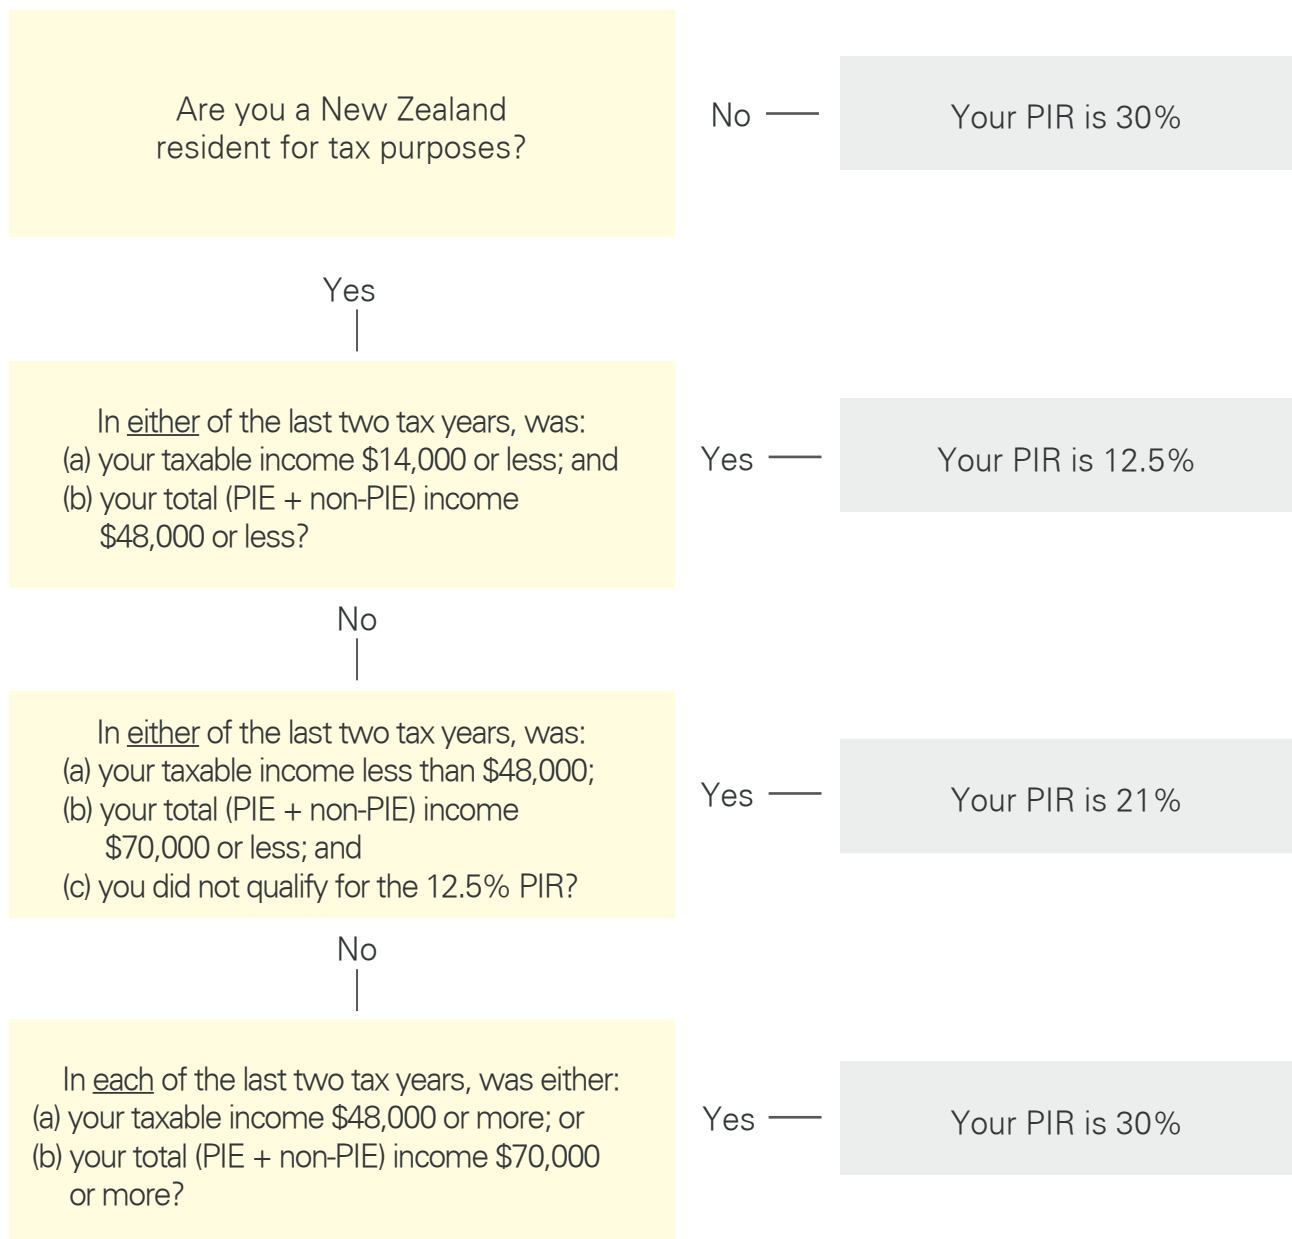 Are you a New Zealand
resident for tax purposes?
No
Your PIR is 30%
Yes
In either of the last two tax years, was:
(a) your taxable income $14,000 or less; and
(b) your total (PIE + non-PIE) income
$48,000 or less?
Yes
Your PIR is 12.5%
No
In either of the last two tax years, was:
(a) your taxable income less than $48,000;
(b) your total (PIE + non-PIE) income
$70,000 or less; and
(c) you did not qualify for the 12.5% PIR?
Yes
Your PIR is 21%
No
In each of the last two tax years, was either:
(a) your taxable income $48,000 or more; or
(b) your total (PIE + non-PIE) income $70,000
or more?
Yes
Your PIR is 30%